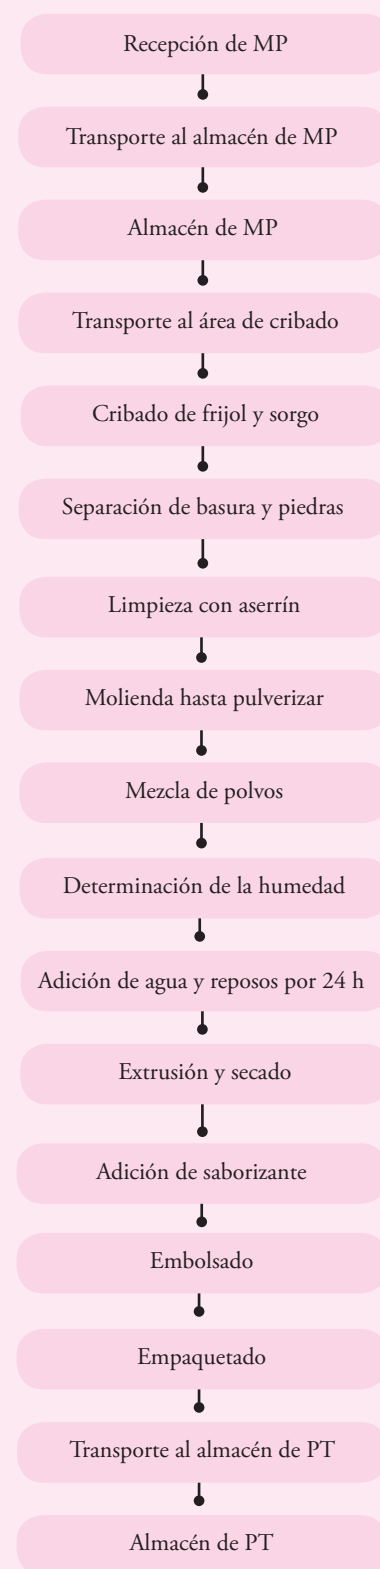 Recepción de MP
Transporte al almacén de MP
Almacén de MP
Transporte al área de cribado
Cribado de frijol y sorgo
Separación de basura y piedras
Limpieza con aserrín
Molienda hasta pulverizar
Mezcla de polvos
Determinación de la humedad
Adición de agua y reposos por 24 h
Extrusión y secado
Adición de saborizante
Embolsado
Empaquetado
Transporte al almacén de PT
Almacén de PT